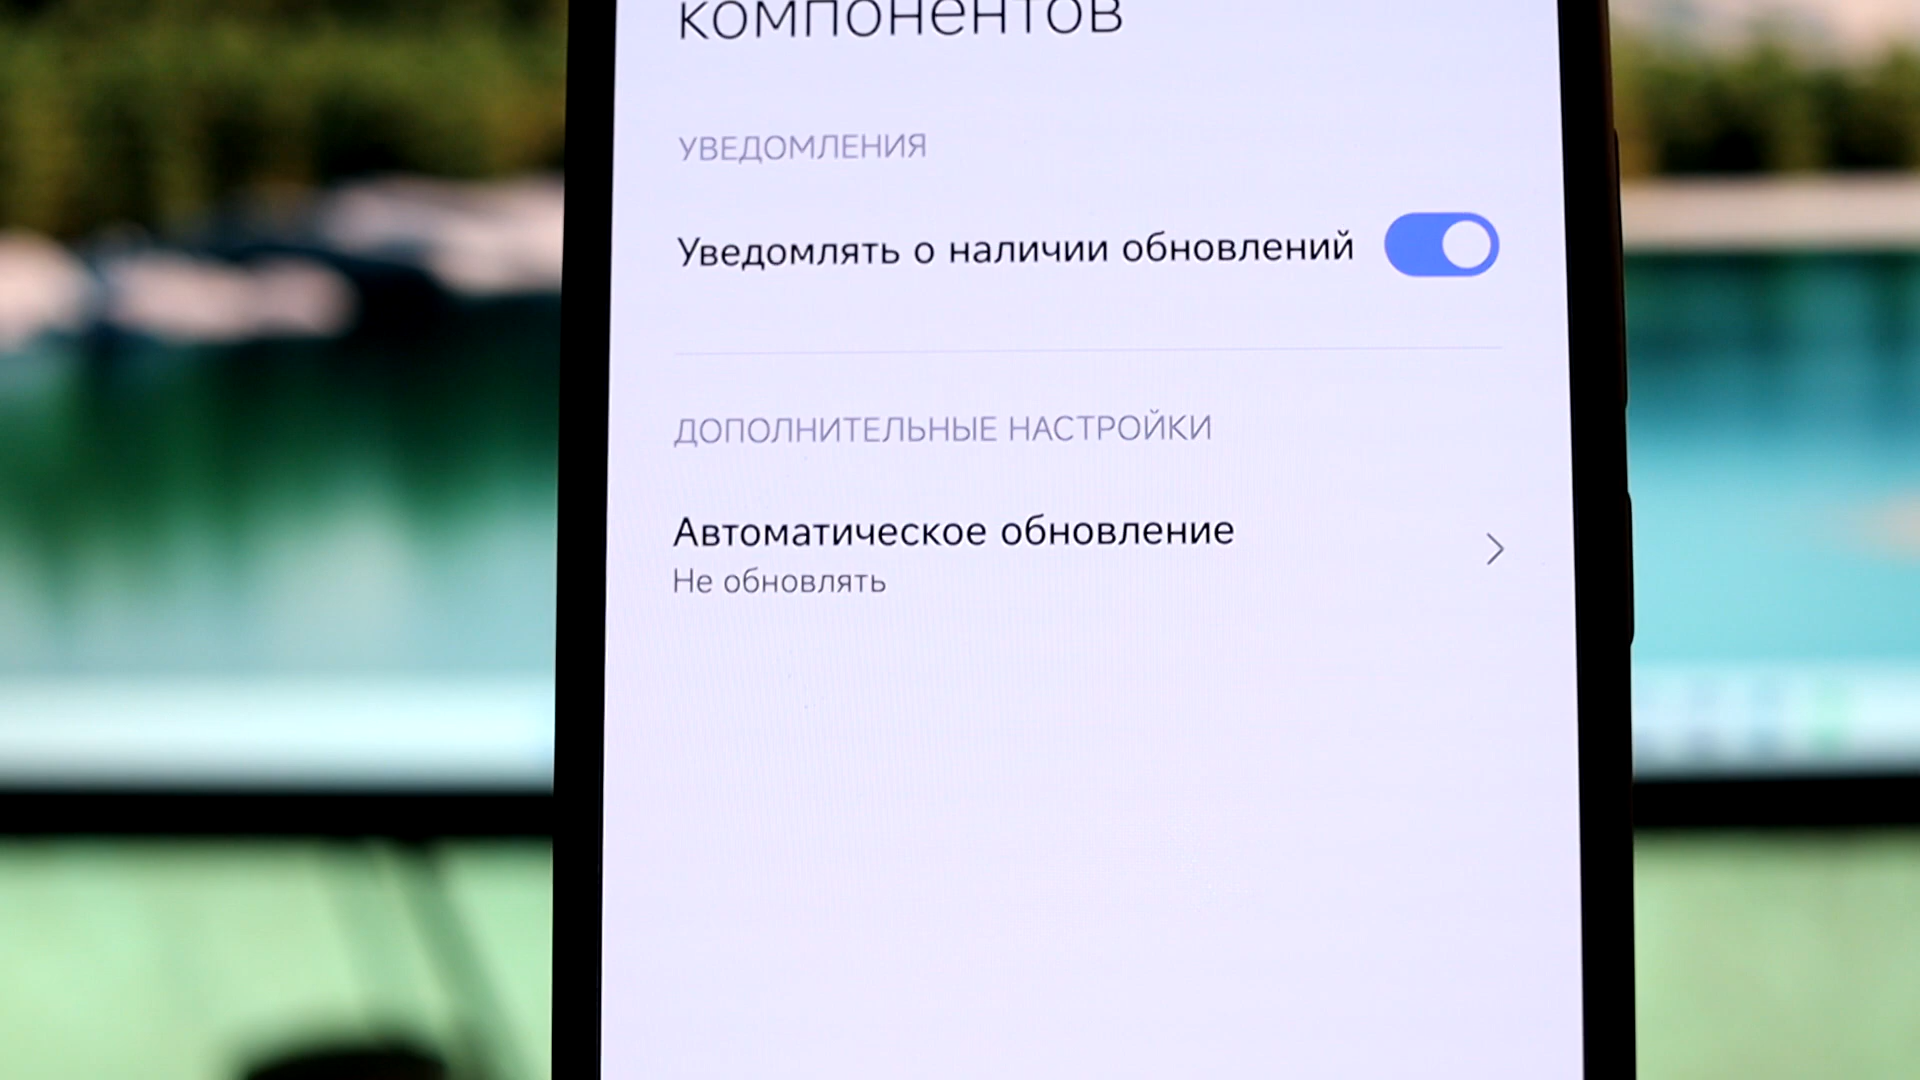 компонентов
УВЕДОМЛЕНИЯ
Уведомлять о наличии обновлений
ДОПОЛНИТЕЛЬНЫЕ НАСТРОЙКИ
Автоматическое обновление
Не обновлять